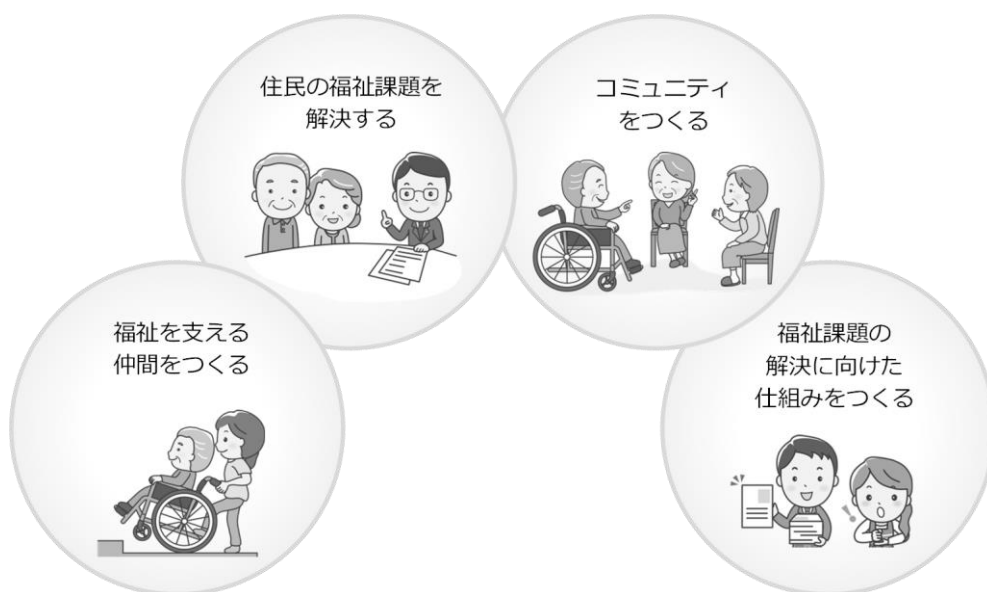 住民の福祉課題を
解決する
コミュニティ
をつくる
福祉を支える
仲間をつくる
福祉課題の
解決に向けた
仕組みをつくる